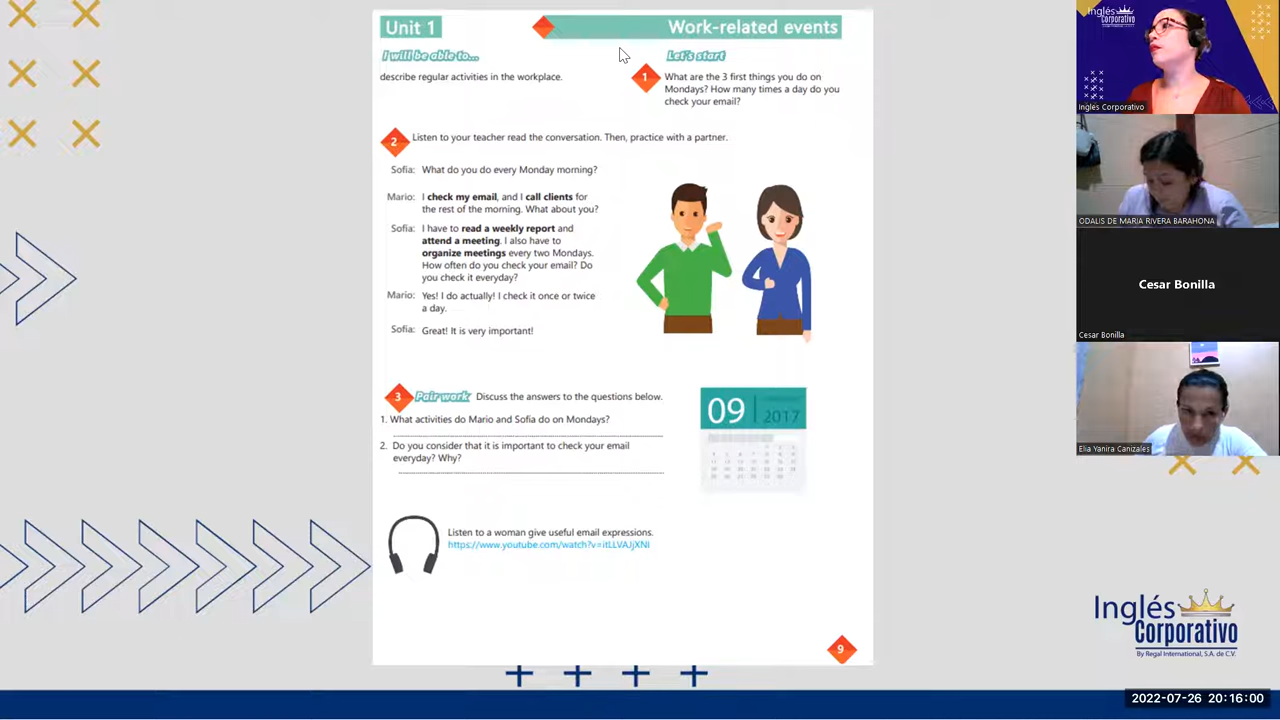 Unit 1
Work-related events
I will be able to...
describe regular activities in the workplace.
Let's start
1
What are the 3 first things you do on
Mondays? How many times a day do you
check your email?
2
Listen to your teacher read the conversation. Then, practice with a partner.
Sofia: What do you do every Monday morning?
Mario: I check my email, and I call clients for
the rest of the morning. What about you?
Sofia: I have to read a weekly report and
attend a meeting. I also have to
organize meetings every two Mondays.
How often do you check your email? Do
you check it everyday?
Mario: Yes! I do actually! I check it once or twice
a day.
Sofia: Great! It is very important!
3
Pair work Discuss the answers to the questions below.
1. What activities do Mario and Sofia do on Mondays?
2. Do you consider that it is important to check your email
everyday? Why?
09
2017
Listen to a woman give useful email expressions.
https://www.youtube.com/watch?v=itLLVAJjXNI
9
Inglés
Corporativo
Inglés Corporativo
ODALIS DE MARIA RIVERA BARAHONA
Cesar Bonilla
Cesar Bonilla
Elia Yanira Canizales
Inglés
Corporativo
By Regal International, S.A. de C.V.
2022-07-26 20:16:00